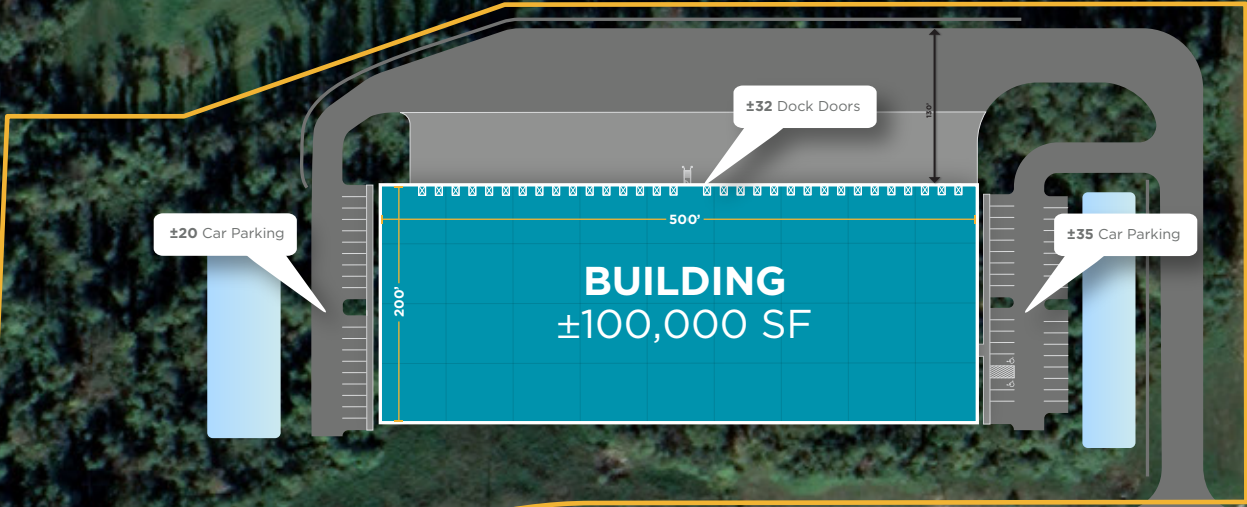 ±32 Dock Doors
130'
500'
±20 Car Parking
±35 Car Parking
200'
BUILDING
±100,000 SF